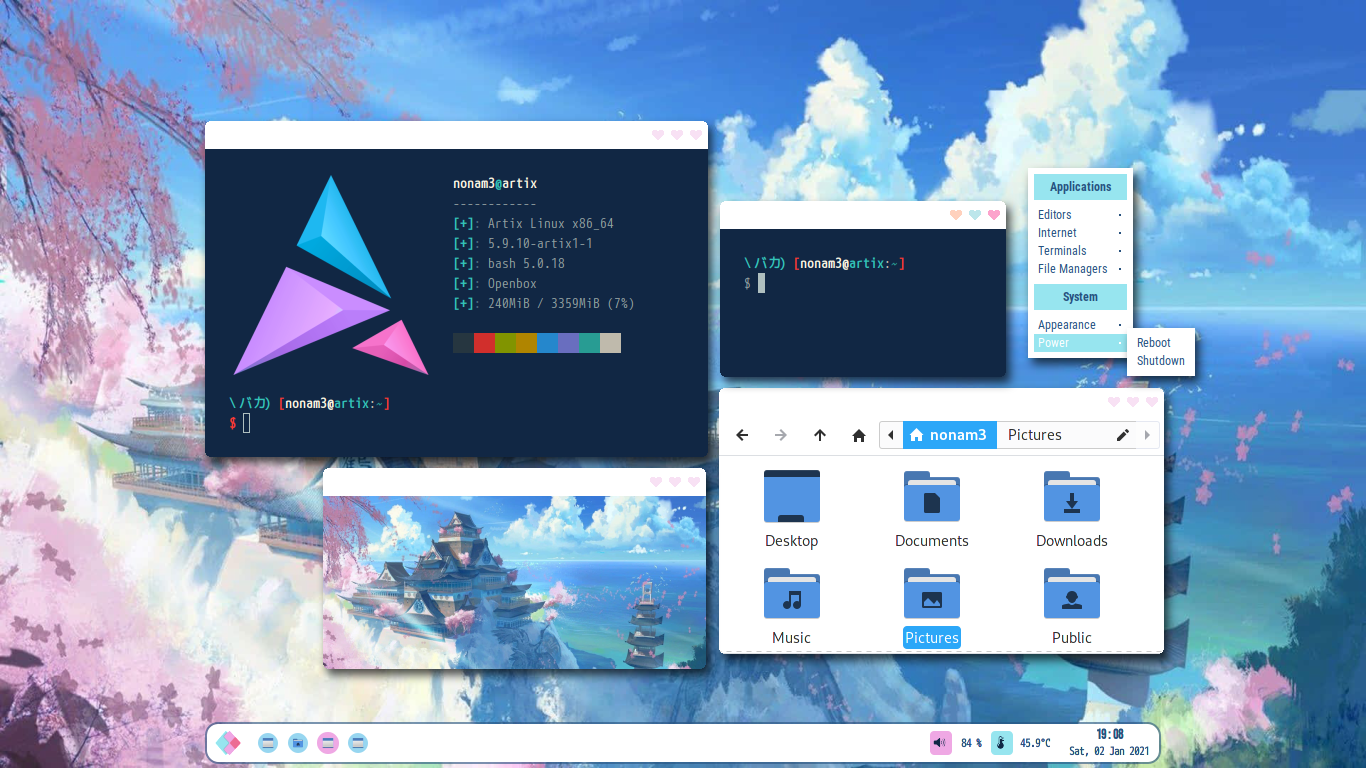 nonam3@artix
------------
[+]: Artix Linux x86_64
[+]: 5.9.10-artix1-1
[+]: bash 5.0.18
[+]: Openbox
[+]: 240MiB / 3359MiB (7%)
\バカ) [nonam3@artix:~]
$
\バカ) [nonam3@artix:~]
$
Applications
Editors
Internet
Terminals
File Managers
System
Appearance
Power
Reboot
Shutdown
nonam3 Pictures
Desktop Documents Downloads
Music Pictures Public
84 % 45.9°C
19:08
Sat, 02 Jan 2021